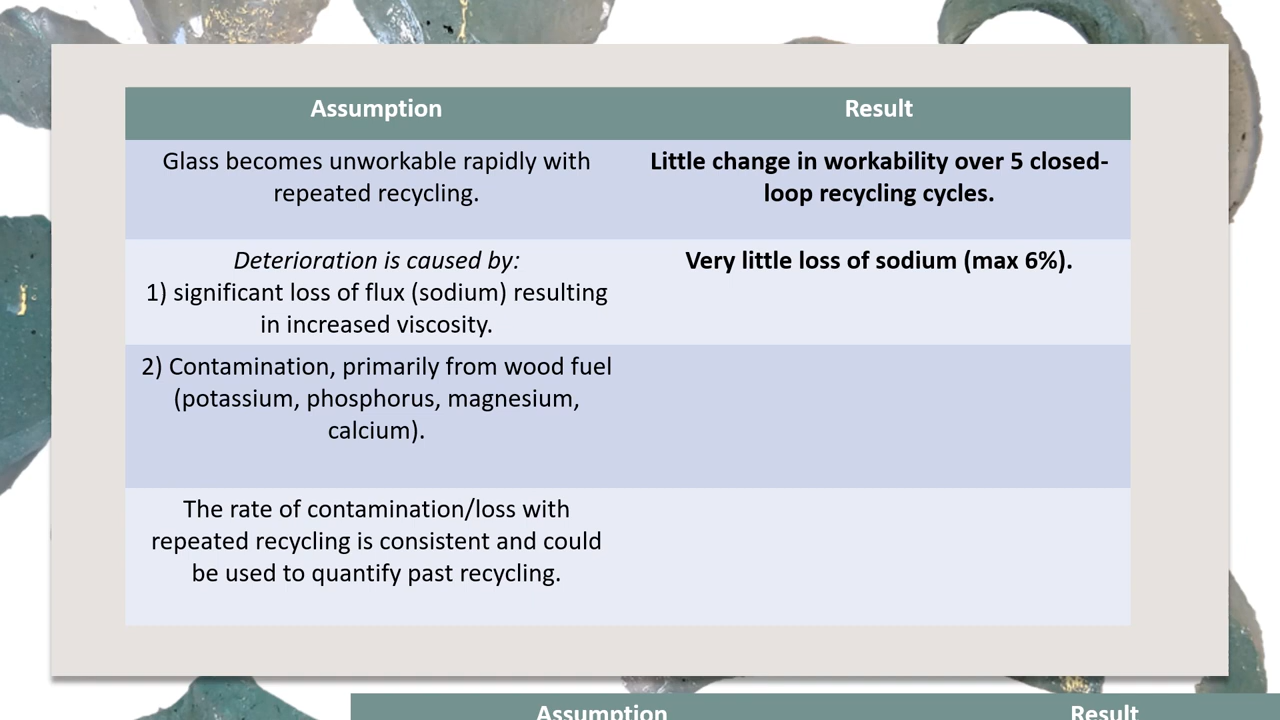 Assumption
Result
Glass becomes unworkable rapidly with
repeated recycling.
Little change in workability over 5 closed-
loop recycling cycles.
Deterioration is caused by:
1) significant loss of flux (sodium) resulting
in increased viscosity.
Very little loss of sodium (max 6%).
2) Contamination, primarily from wood fuel
(potassium, phosphorus, magnesium,
calcium).
The rate of contamination/loss with
repeated recycling is consistent and could
be used to quantify past recycling.
Assumption
Result